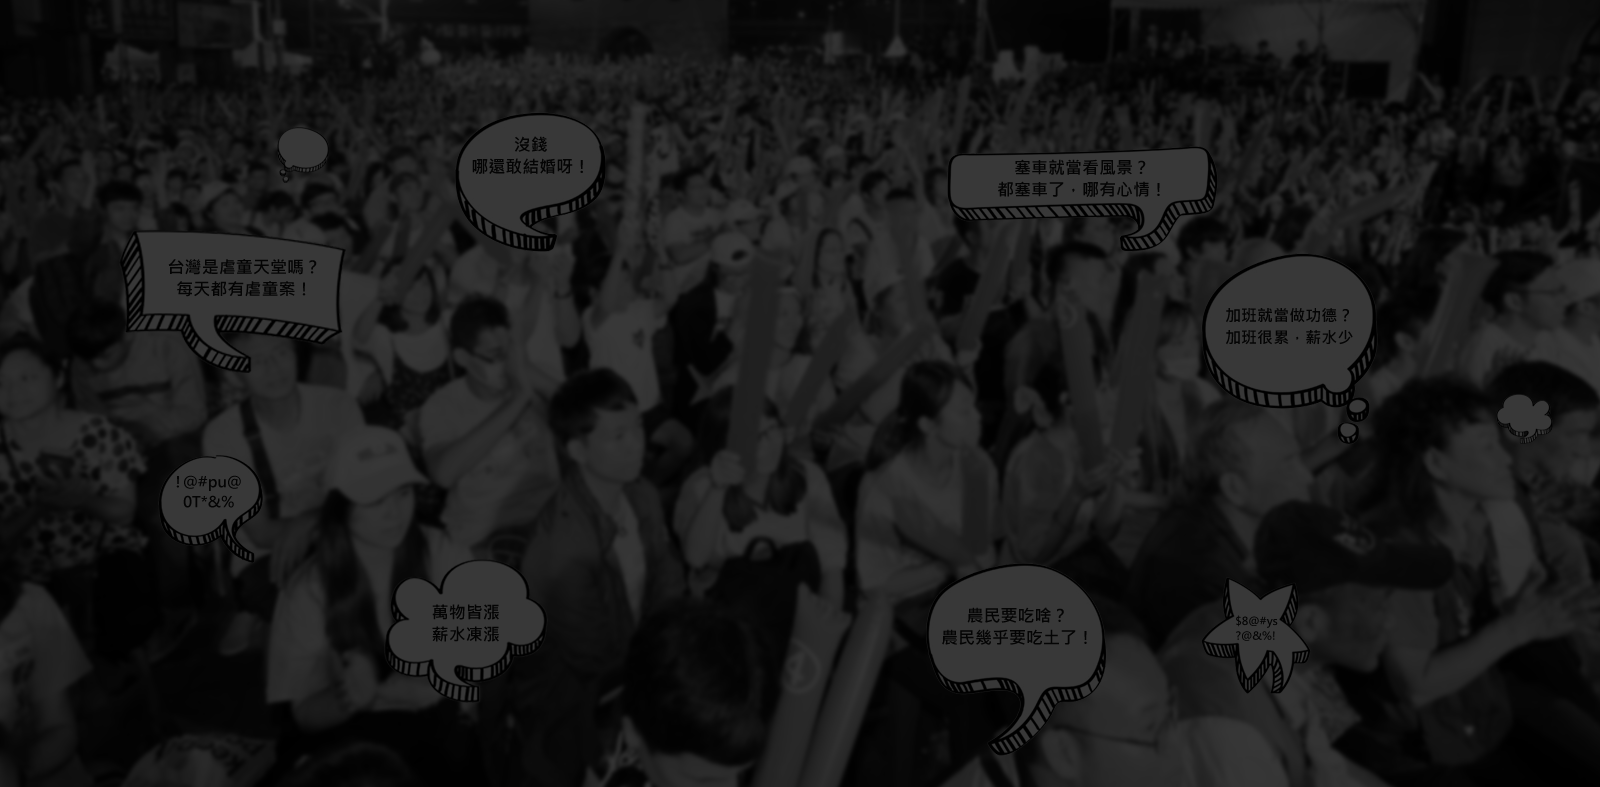 沒錢
哪還敢結婚呀！
塞車就當看風景？
都塞車了，哪有心情！
台灣是虐童天堂嗎？
每天都有虐童案！
加班就當做功德？
加班很累，薪水少
!@#pu@
0T*&%
萬物皆漲
薪水凍漲
農民要吃啥？
農民幾乎要吃土了！
$8@#ys
?@&%!